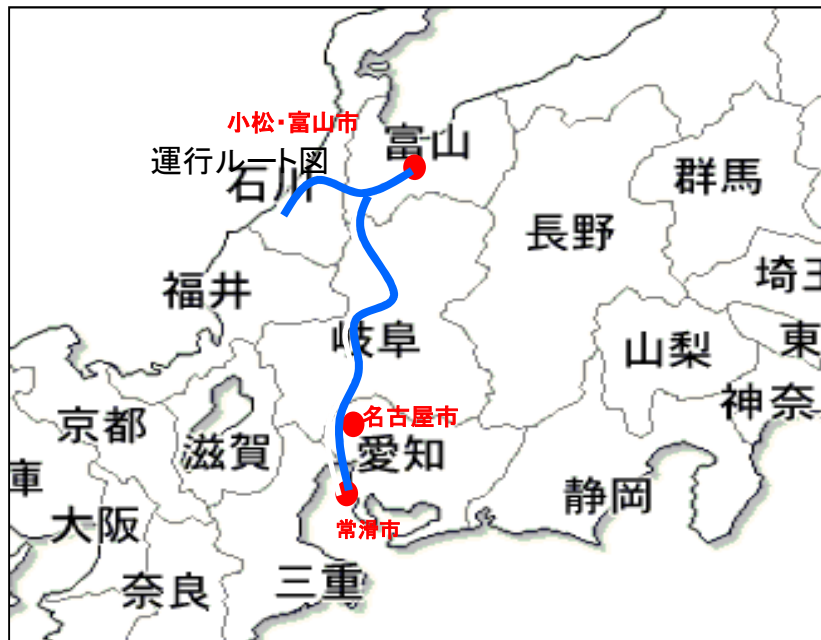 小松・富山市
富山
運行ルート図
石川
群馬
長野
埼玉
福井
岐阜
山梨
東
神奈
名古屋市
京都
滋賀
愛知
庫
静岡
大阪
常滑市
三重
奈良